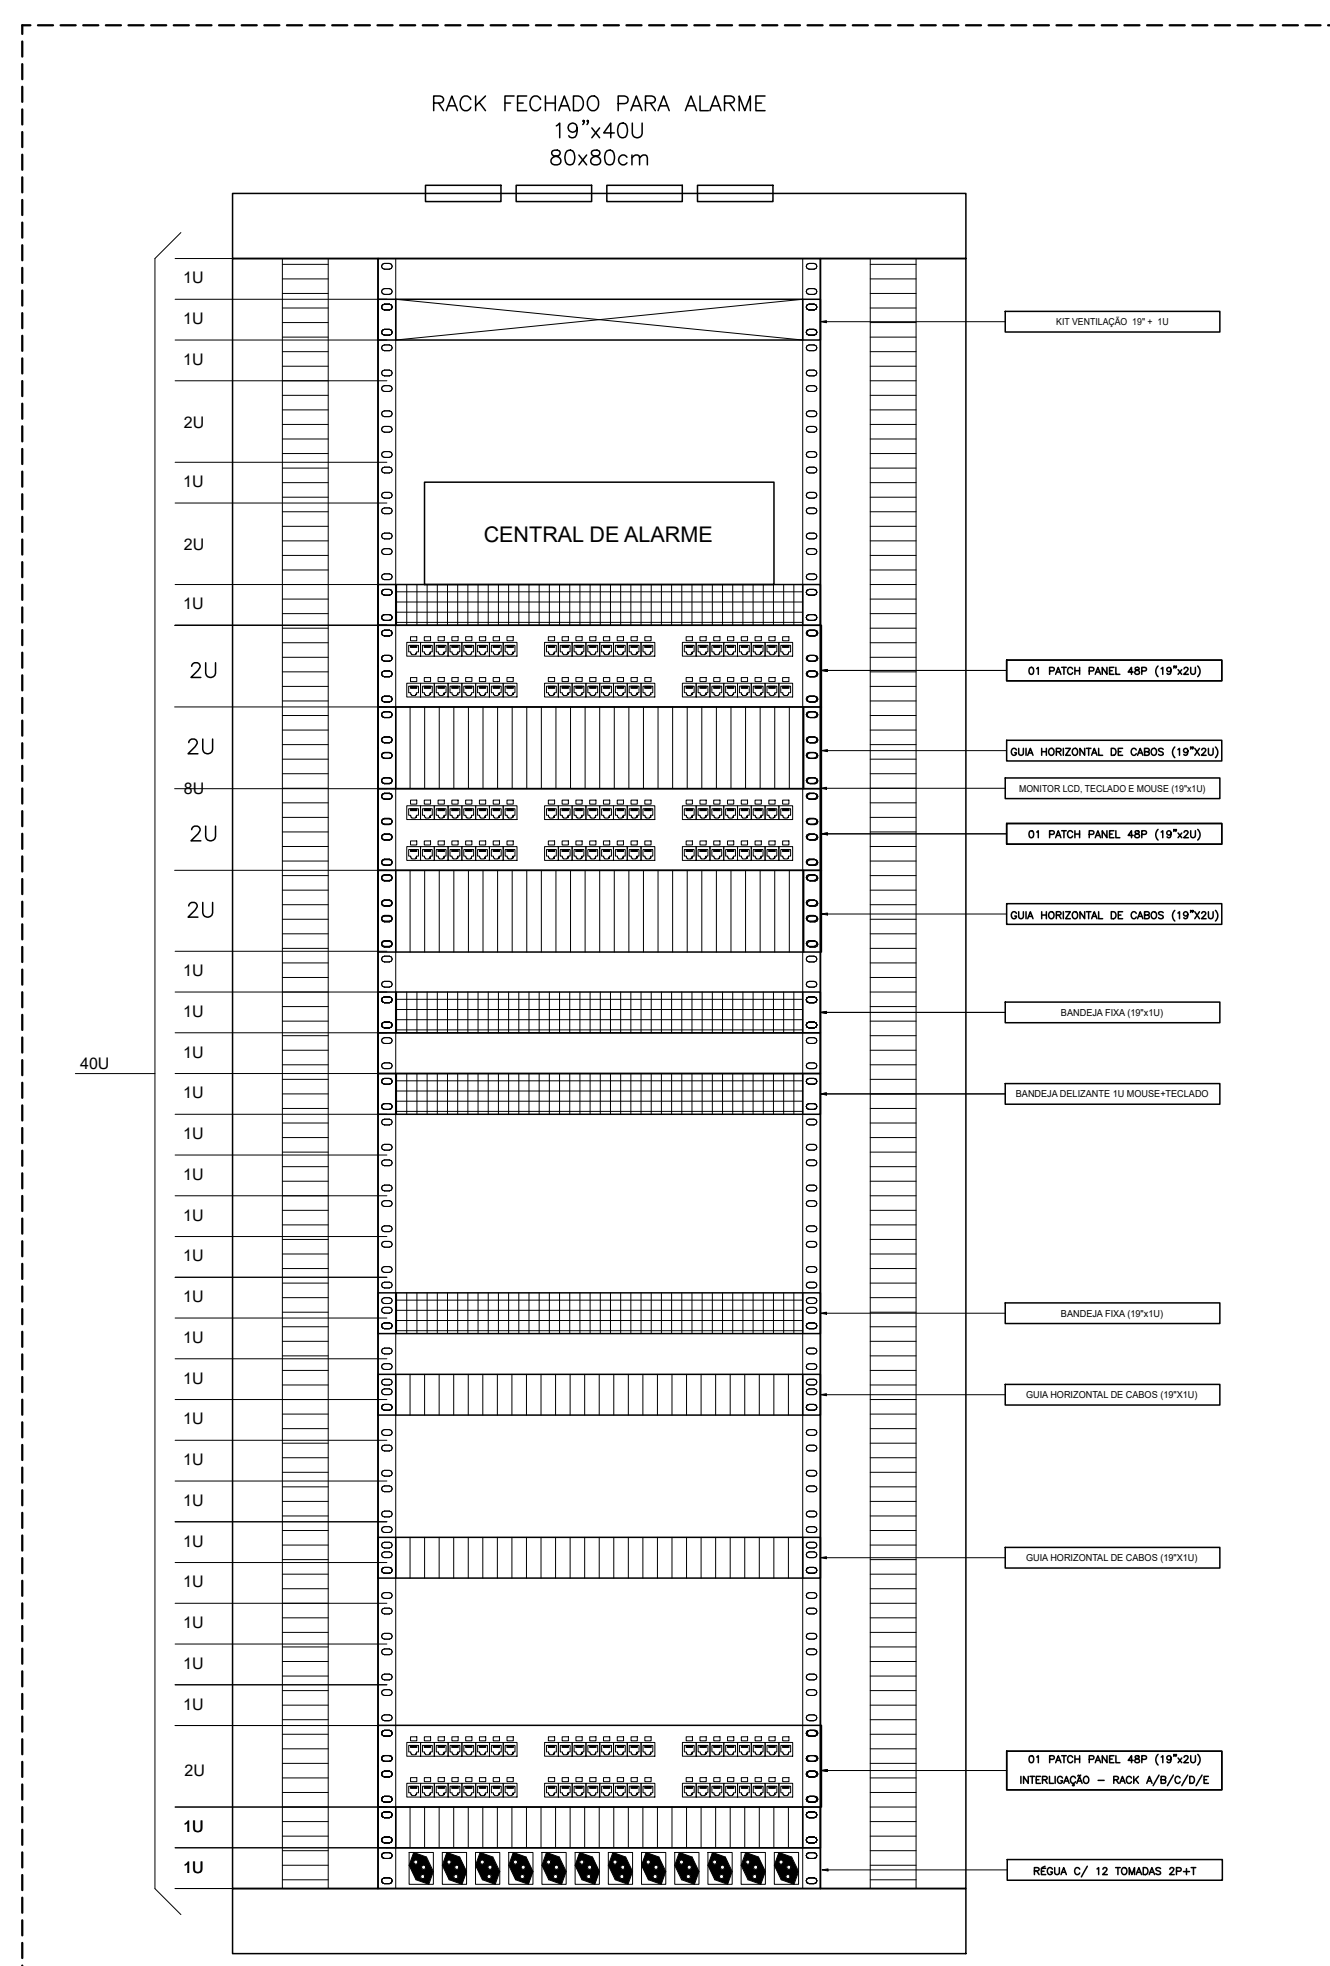 RACK FECHADO PARA ALARME
19"x40U
80x80cm
1U
1U
KIT VENTILAÇÃO 19" + 1U
1U
2U
1U
2U
CENTRAL DE ALARME
1U
2U
01 PATCH PANEL 48P (19"x2U)
2U
GUIA HORIZONTAL DE CABOS (19"X2U)
8U
MONITOR LCD, TECLADO E MOUSE (19"x1U)
2U
01 PATCH PANEL 48P (19"x2U)
2U
GUIA HORIZONTAL DE CABOS (19"X2U)
1U
1U
BANDEJA FIXA (19"x1U)
1U
40U
1U
BANDEJA DELIZANTE 1U MOUSE+TECLADO
1U
1U
1U
1U
1U
BANDEJA FIXA (19"x1U)
1U
1U
GUIA HORIZONTAL DE CABOS (19"X1U)
1U
1U
1U
1U
GUIA HORIZONTAL DE CABOS (19"X1U)
1U
1U
1U
1U
2U
01 PATCH PANEL 48P (19"x2U)
INTERLIGAÇÃO - RACK A/B/C/D/E
1U
1U
RÉGUA C/ 12 TOMADAS 2P+T